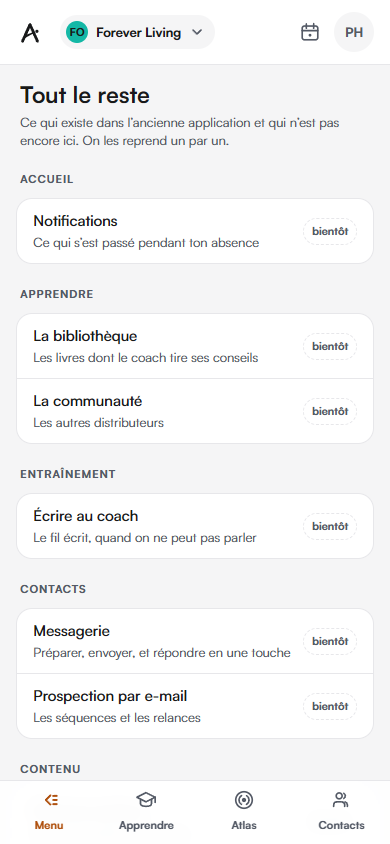 FO Forever Living PH
Tout le reste
Ce qui existe dans l'ancienne application et qui n'est pas
encore ici. On les reprend un par un.
ACCUEIL
Notifications
Ce qui s'est passé pendant ton absence
bientôt
APPRENDRE
La bibliothèque
Les livres dont le coach tire ses conseils
bientôt
La communauté
Les autres distributeurs
bientôt
ENTRAÎNEMENT
Écrire au coach
Le fil écrit, quand on ne peut pas parler
bientôt
CONTACTS
Messagerie
Préparer, envoyer, et répondre en une touche
bientôt
Prospection par e-mail
Les séquences et les relances
bientôt
CONTENU
Menu Apprendre Atlas Contacts